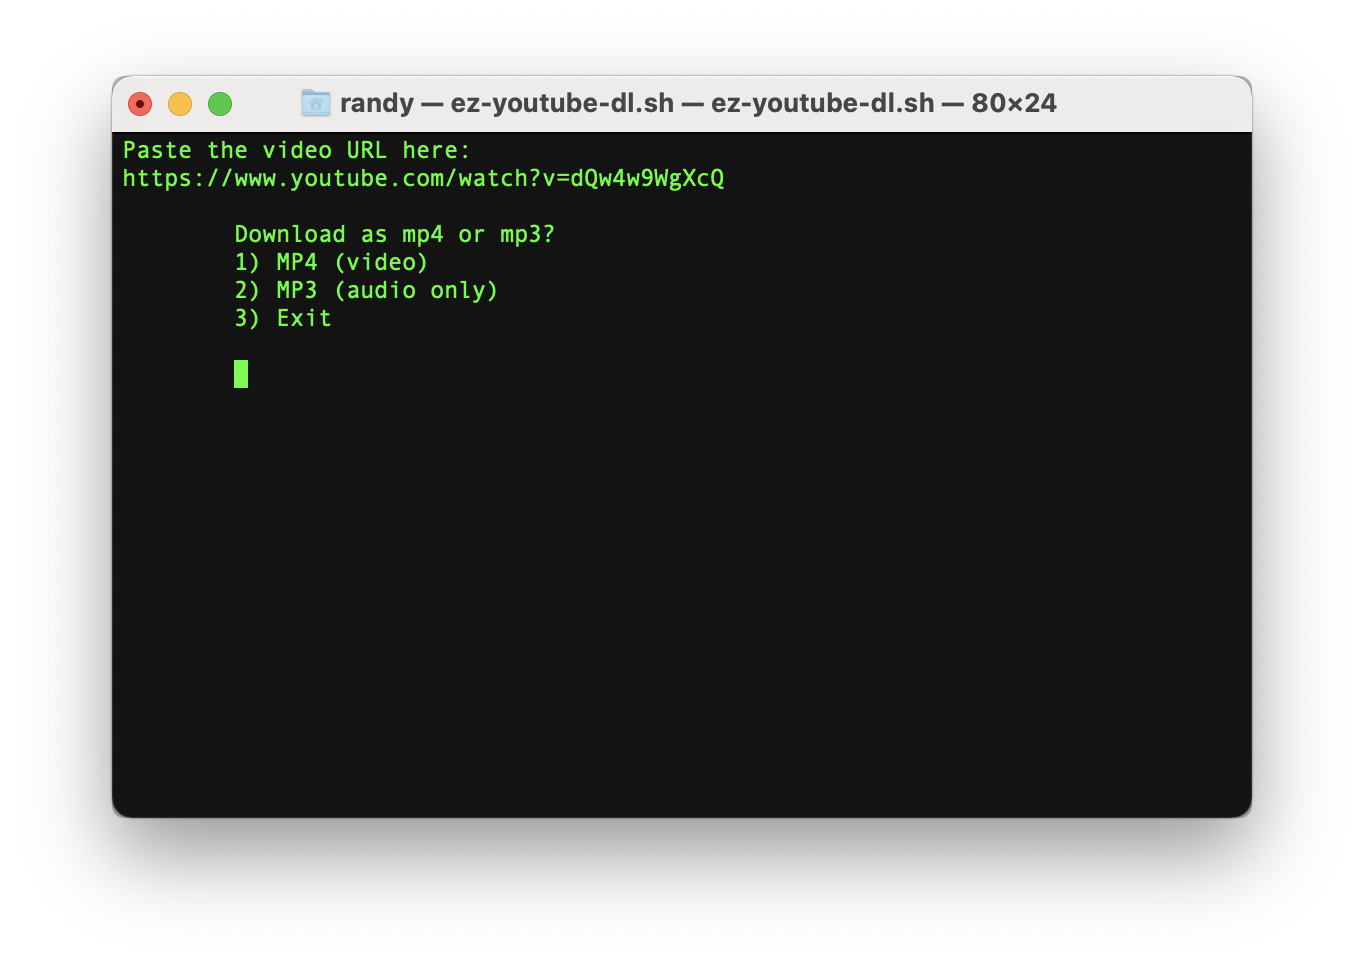 randy — ez-youtube-dl.sh — ez-youtube-dl.sh — 80×24
Paste the video URL here:
https://www.youtube.com/watch?v=dQw4w9WgXcQ
Download as mp4 or mp3?
1) MP4 (video)
2) MP3 (audio only)
3) Exit